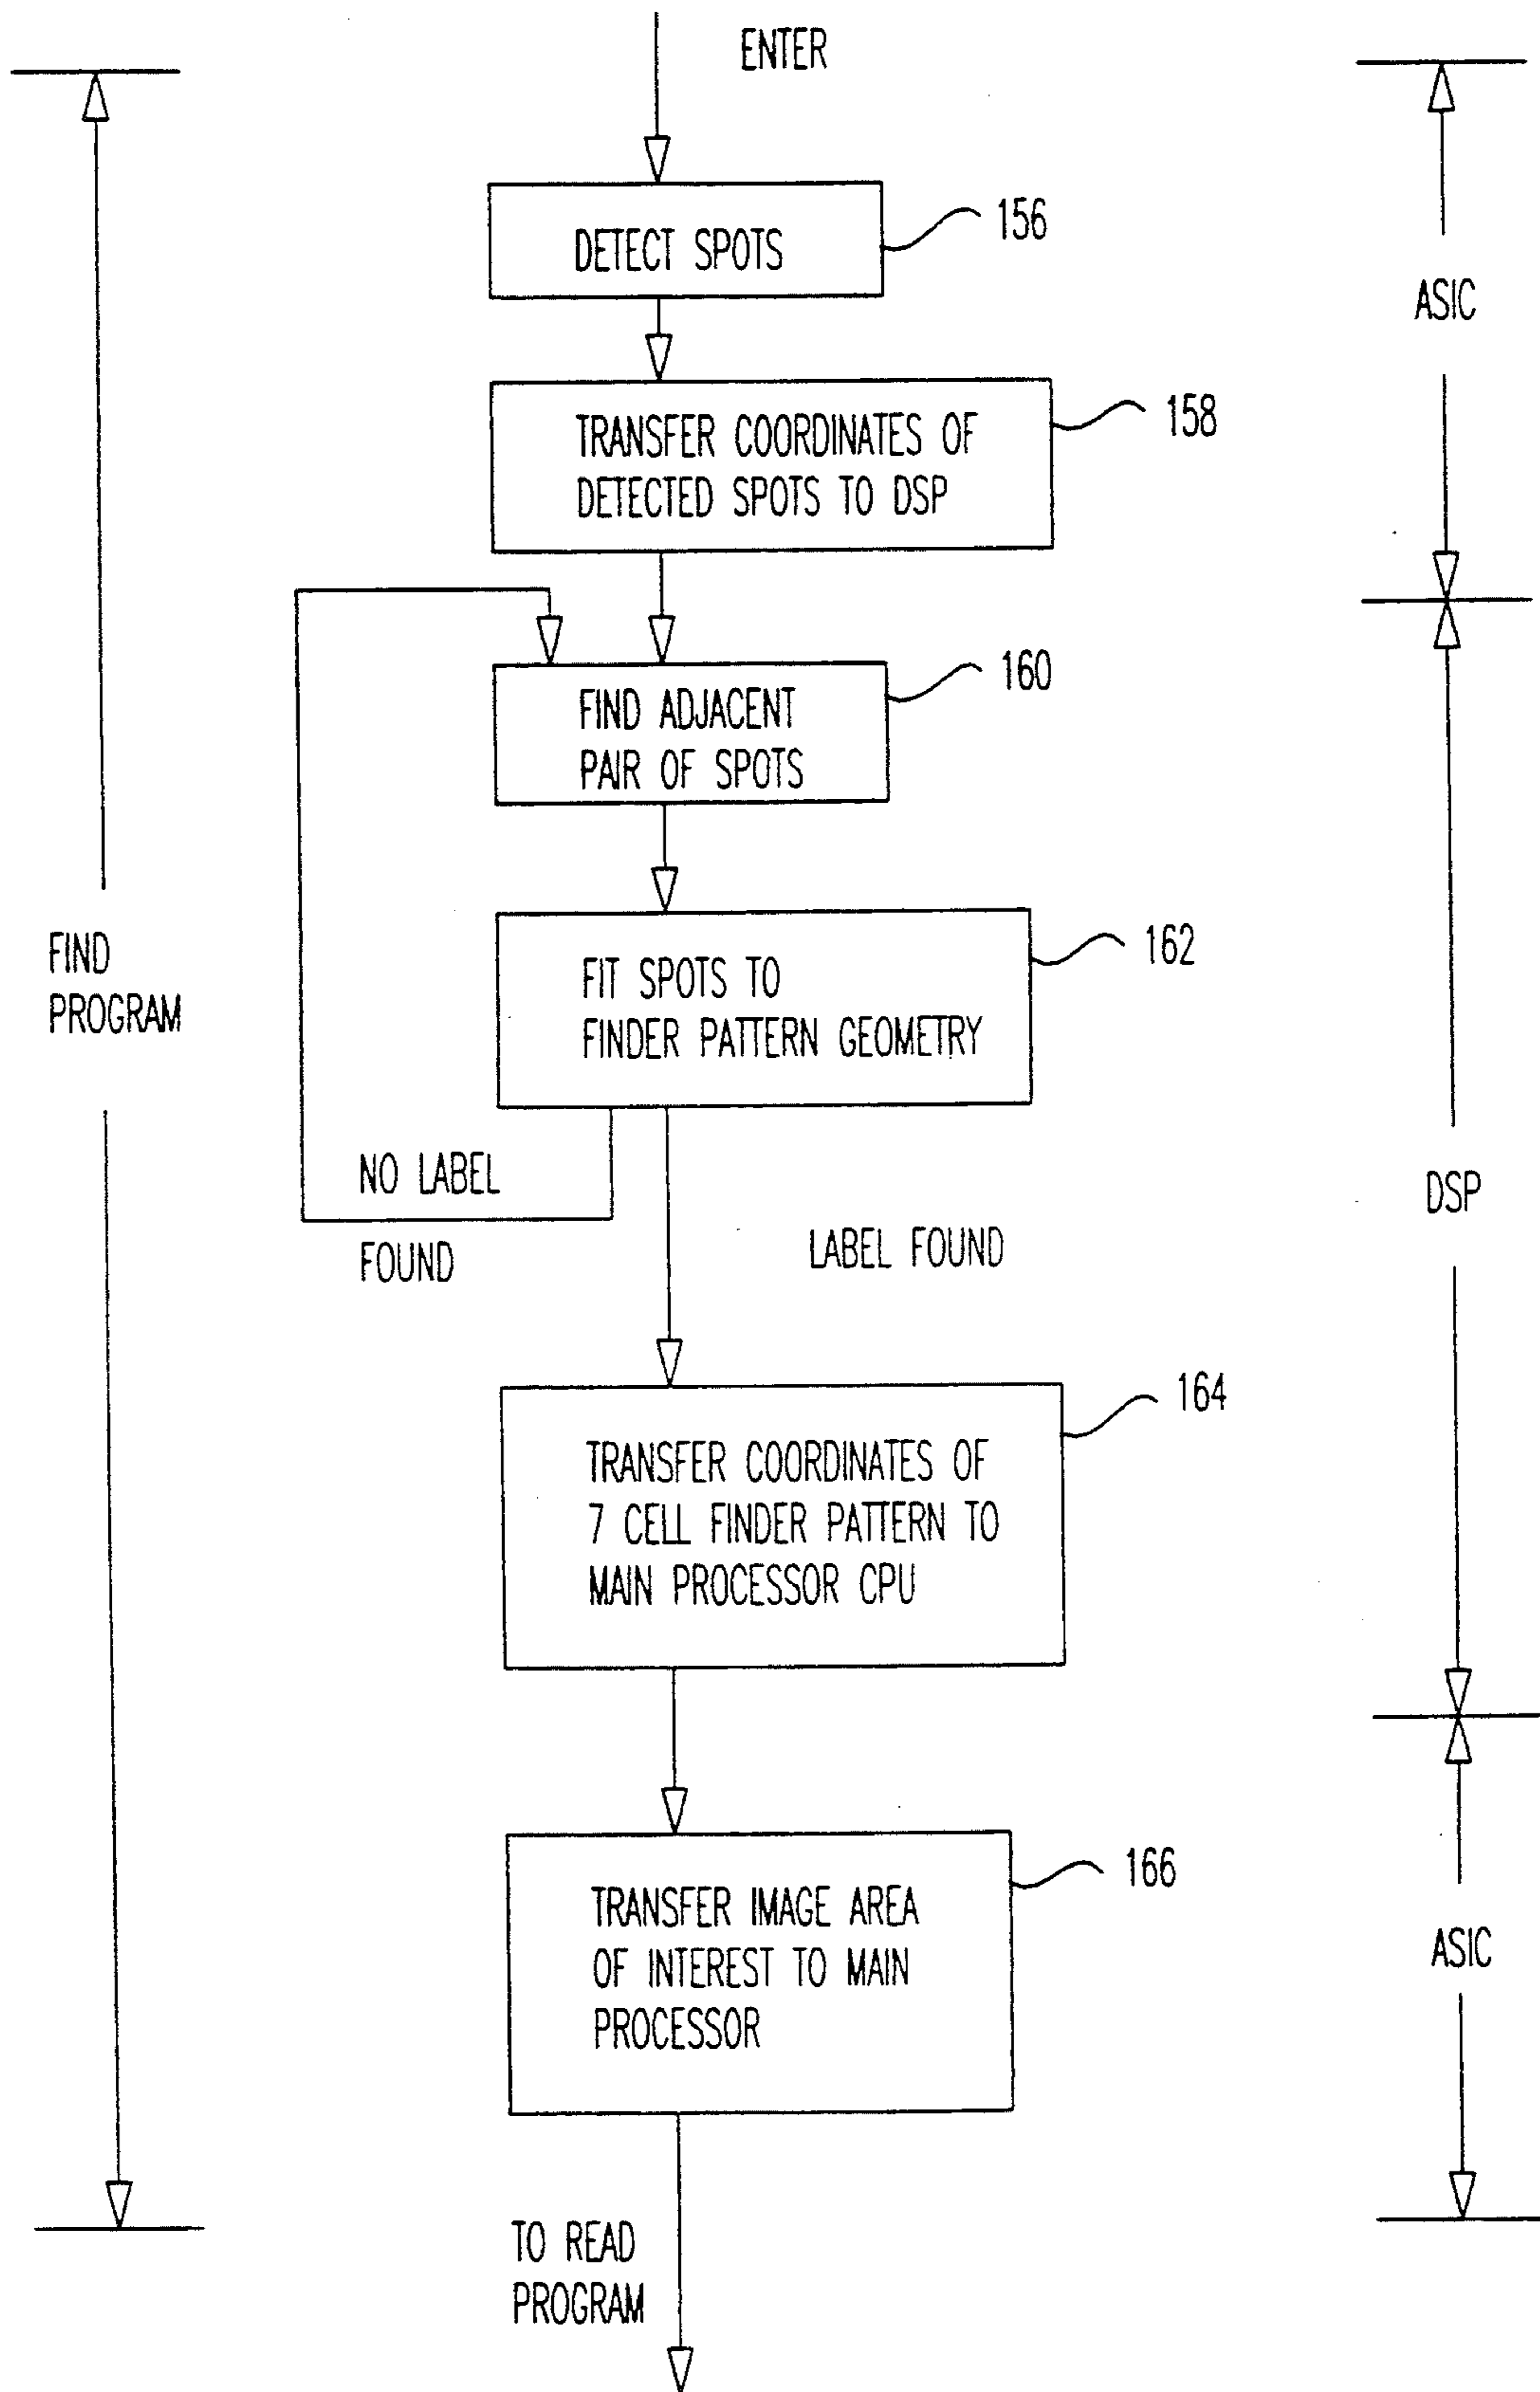 ENTER
DETECT SPOTS
156
ASIC
TRANSFER COORDINATES OF
DETECTED SPOTS TO DSP
158
FIND ADJACENT
PAIR OF SPOTS
160
FIND
PROGRAM
FIT SPOTS TO
FINDER PATTERN GEOMETRY
162
NO LABEL
FOUND
LABEL FOUND
DSP
TRANSFER COORDINATES OF
7 CELL FINDER PATTERN TO
MAIN PROCESSOR CPU
164
TRANSFER IMAGE AREA
OF INTEREST TO MAIN
PROCESSOR
166
ASIC
TO READ
PROGRAM